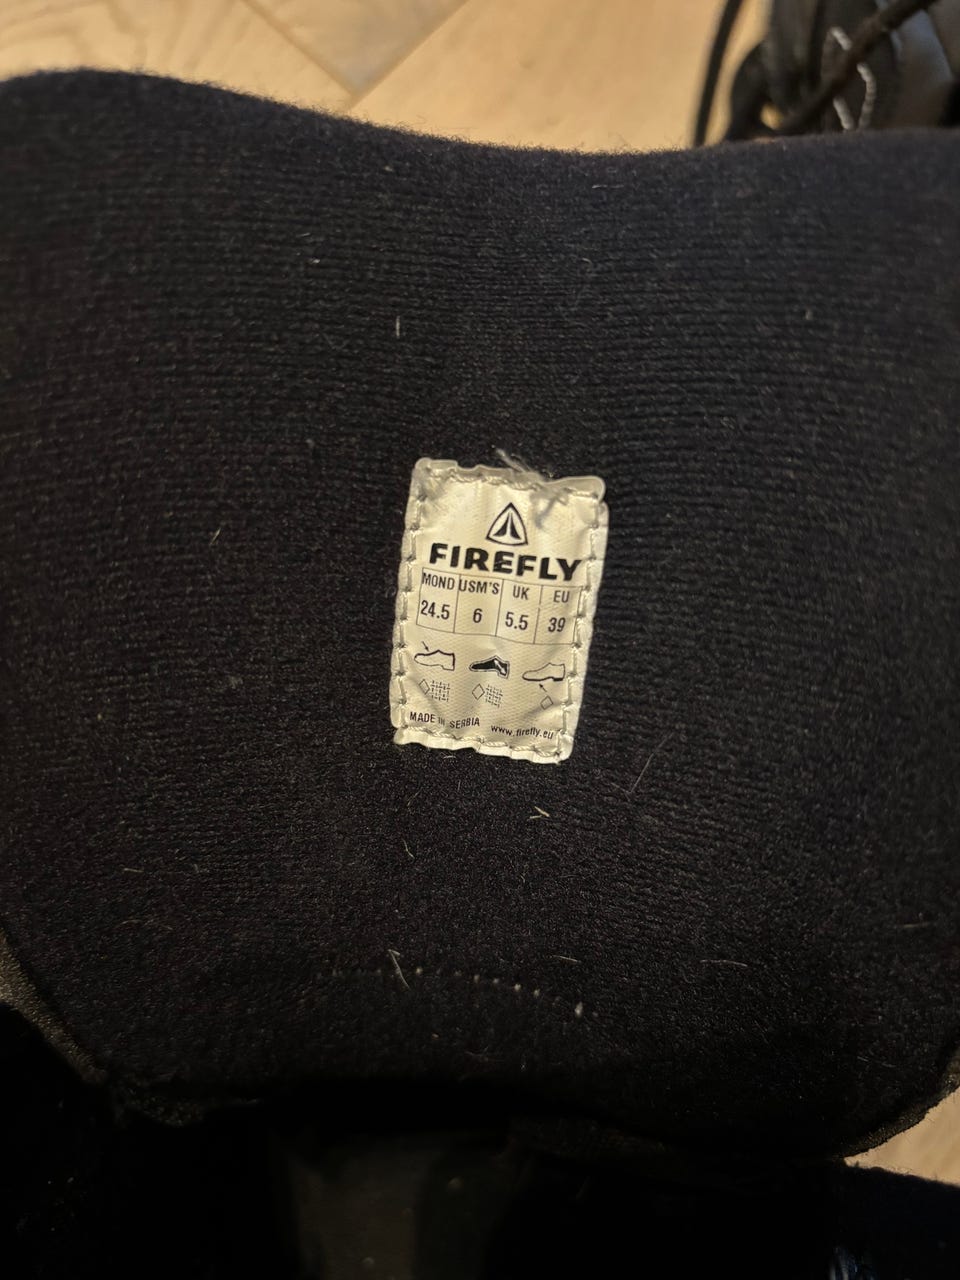 FIREFLY
MOND USM'S UK EU
24.5 6 5.5 39
MADE IN SERBIA www.firefly.eu